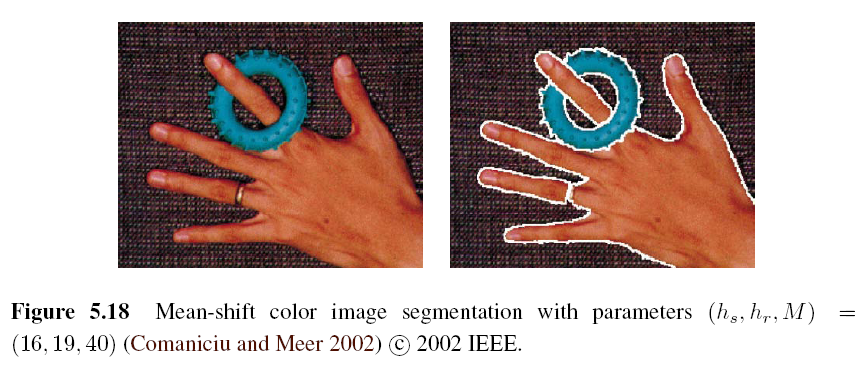 Figure 5.18 Mean-shift color image segmentation with parameters (h_s, h_r, M) =
(16, 19, 40) (Comaniciu and Meer 2002) © 2002 IEEE.